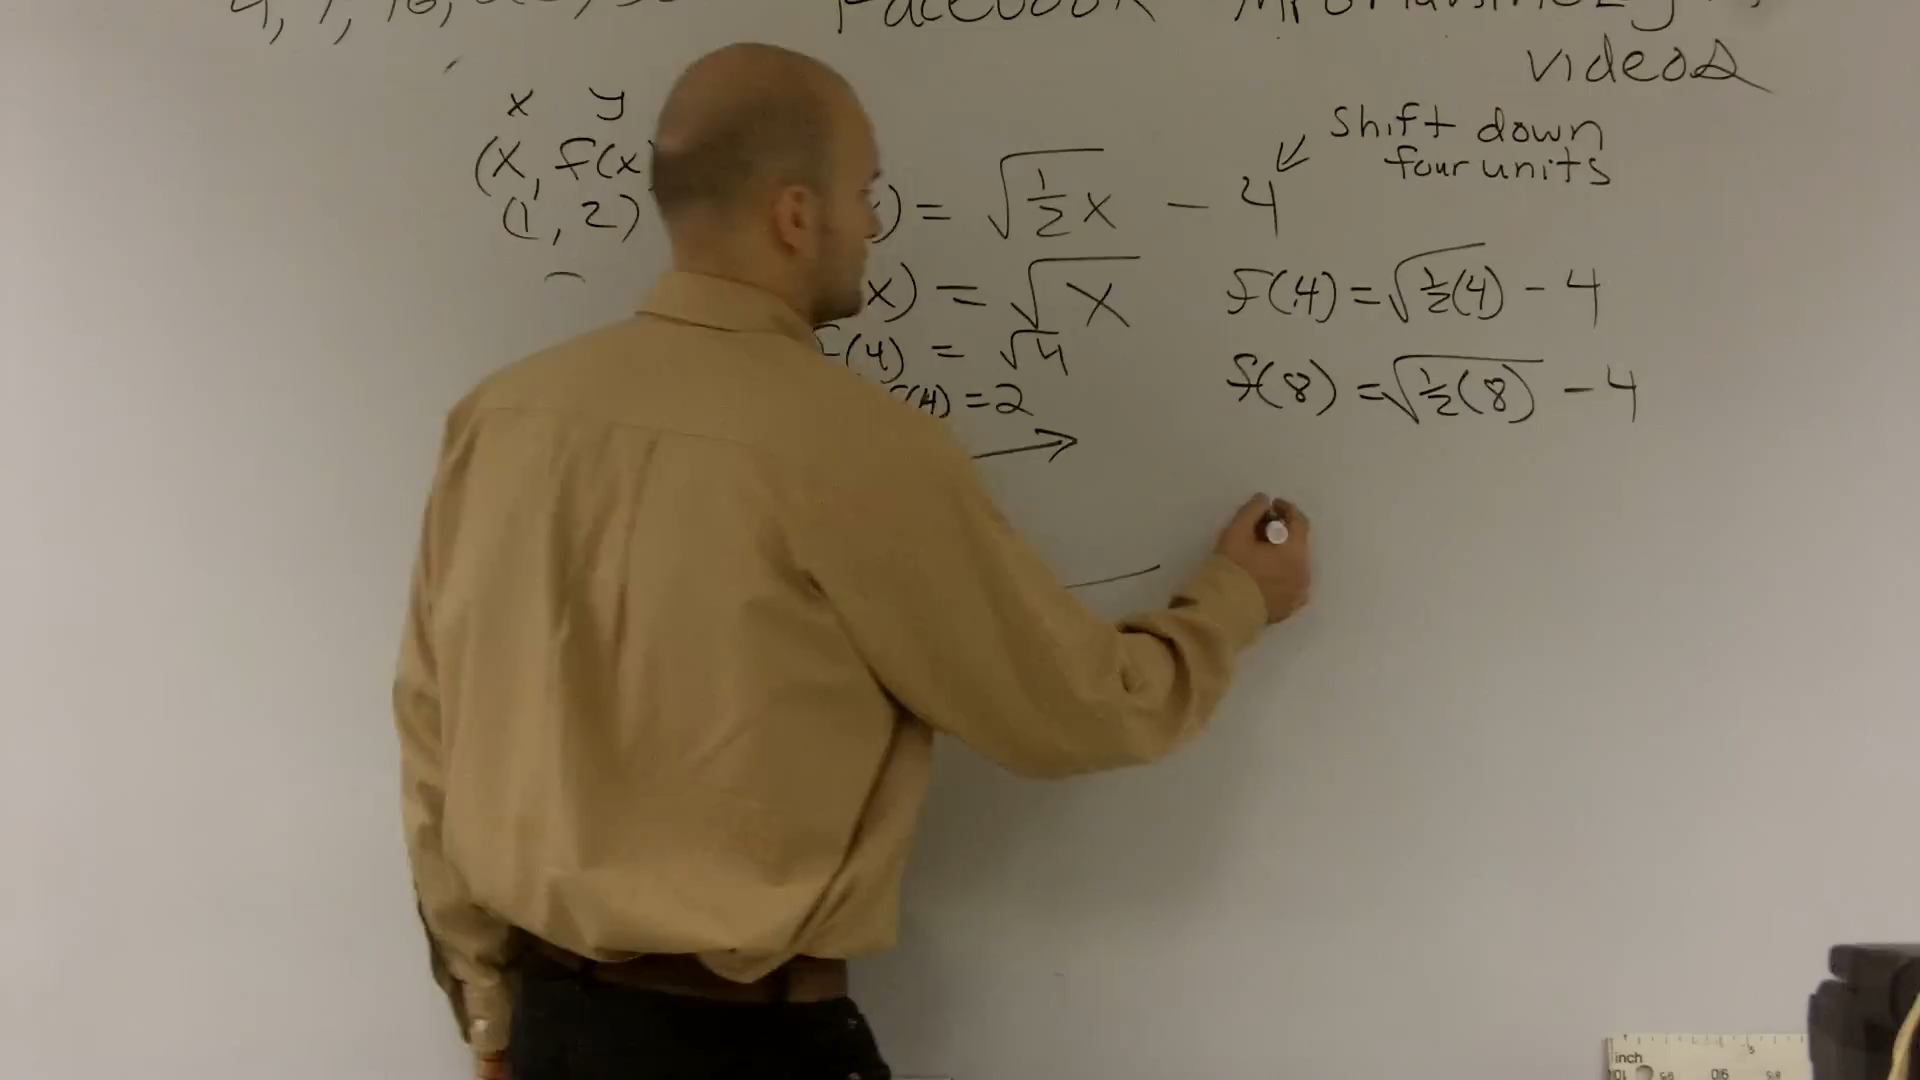 Facebook
videos
x y
(x, f(x)
(1, 2)
) = √(1/2 x) - 4
shift down
four units
x) = √x
f(4) = √(1/2(4)) - 4
(4) = √4
f(8) = √(1/2(8)) - 4
(4) = 2
inch